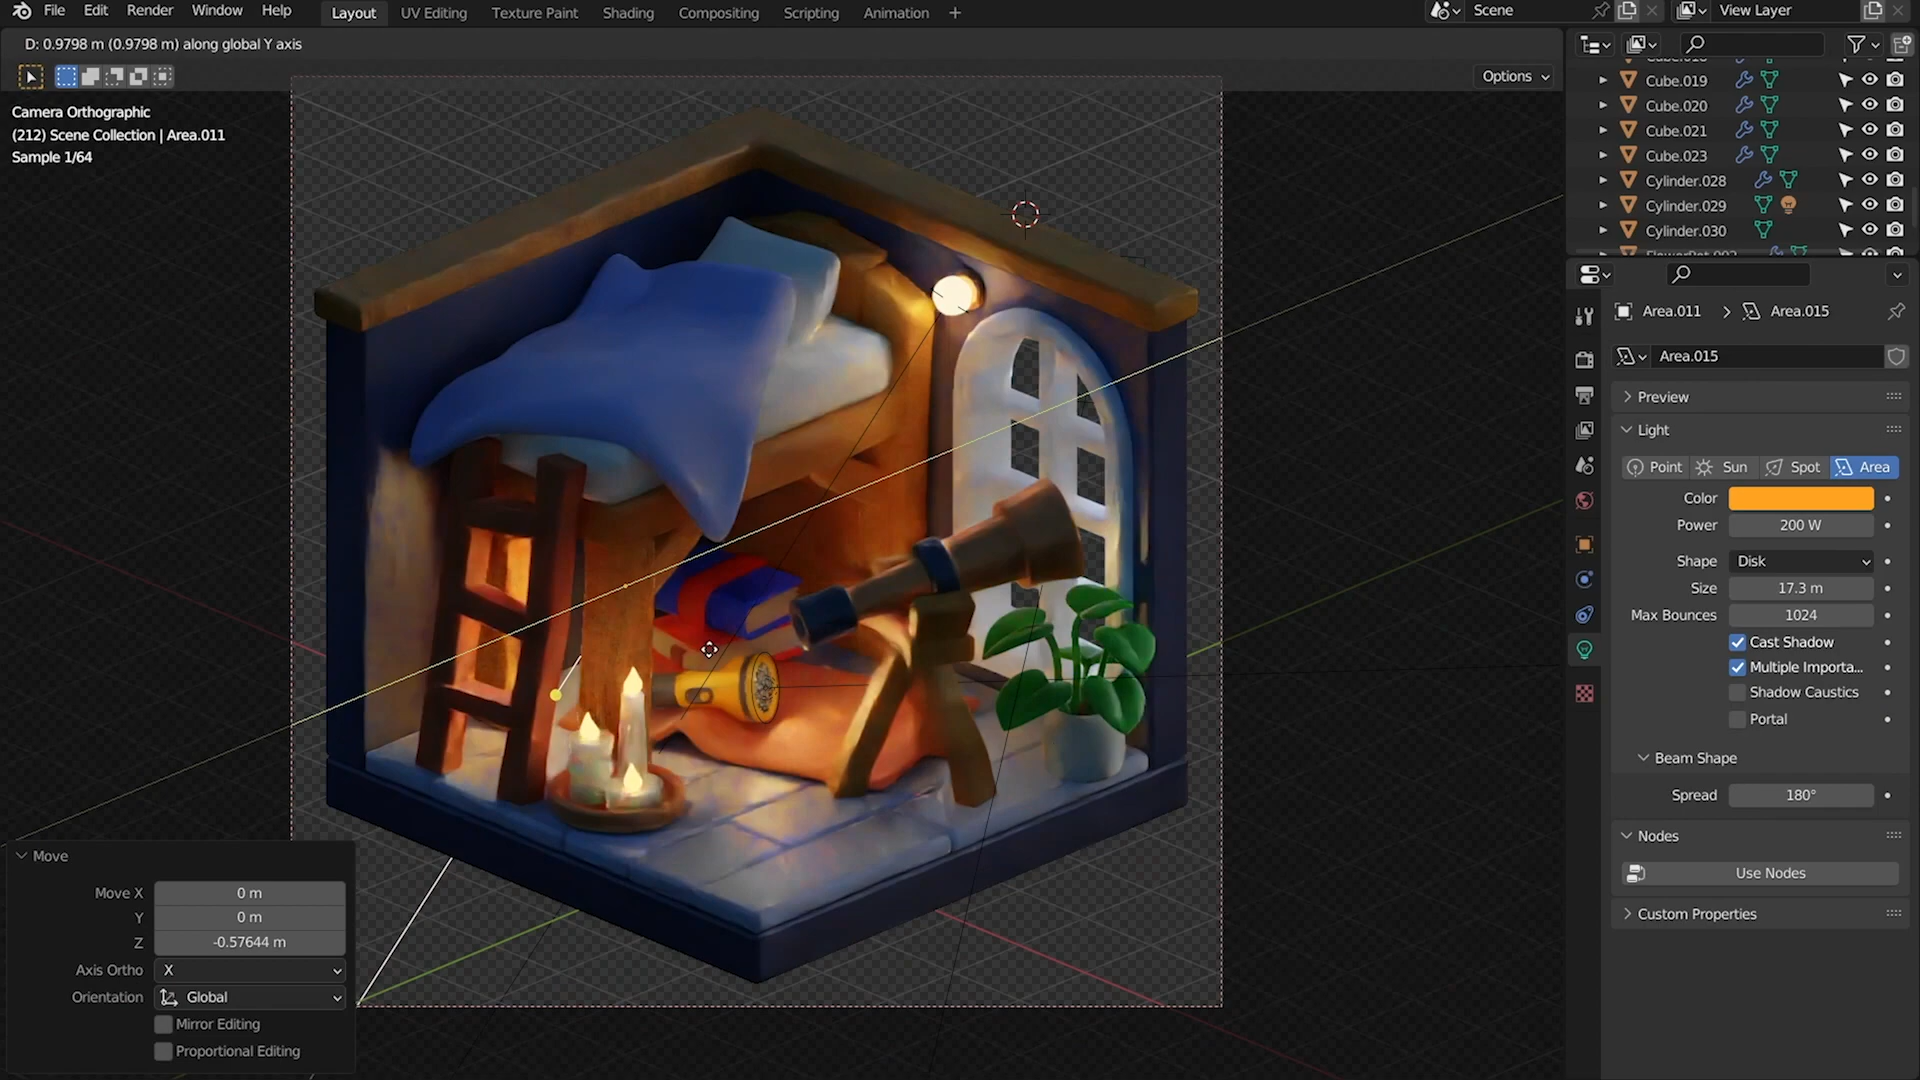 File Edit Render Window Help Layout UV Editing Texture Paint Shading Compositing Scripting Animation + Scene View Layer
D: 0.9798 m (0.9798 m) along global Y axis
Options
Camera Orthographic
(212) Scene Collection | Area.011
Sample 1/64
Cube.019
Cube.020
Cube.021
Cube.023
Cylinder.028
Cylinder.029
Cylinder.030
Area.011 > Area.015
Area.015
Preview
Light
Point Sun Spot Area
Color
Power 200 W
Shape Disk
Size 17.3 m
Max Bounces 1024
Cast Shadow
Multiple Importa...
Shadow Caustics
Portal
Beam Shape
Spread 180°
Nodes
Use Nodes
Custom Properties
Move
Move X 0 m
Y 0 m
Z -0.57644 m
Axis Ortho X
Orientation Global
Mirror Editing
Proportional Editing